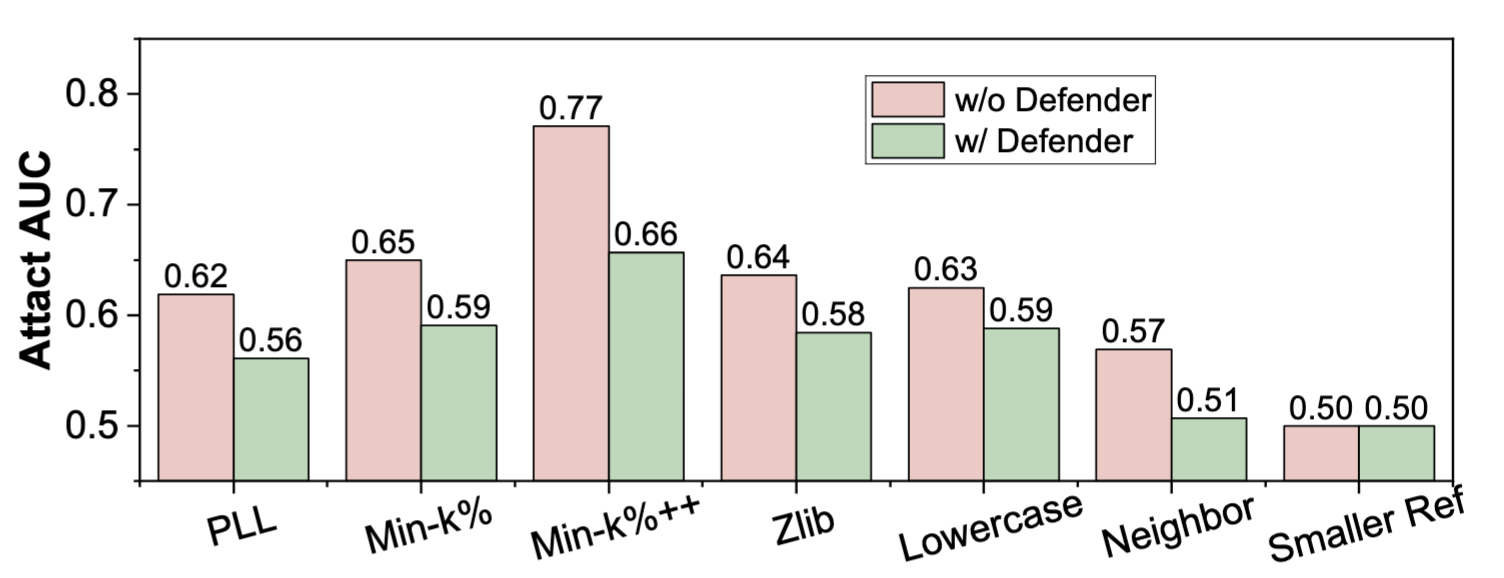 Attact AUC
0.8
0.7
0.6
0.5
w/o Defender
w/ Defender
0.62
0.56
0.65
0.59
0.77
0.66
0.64
0.58
0.63
0.59
0.57
0.51
0.50
0.50
PLL
Min-k%
Min-k%++
Zlib
Lowercase
Neighbor
Smaller Ref